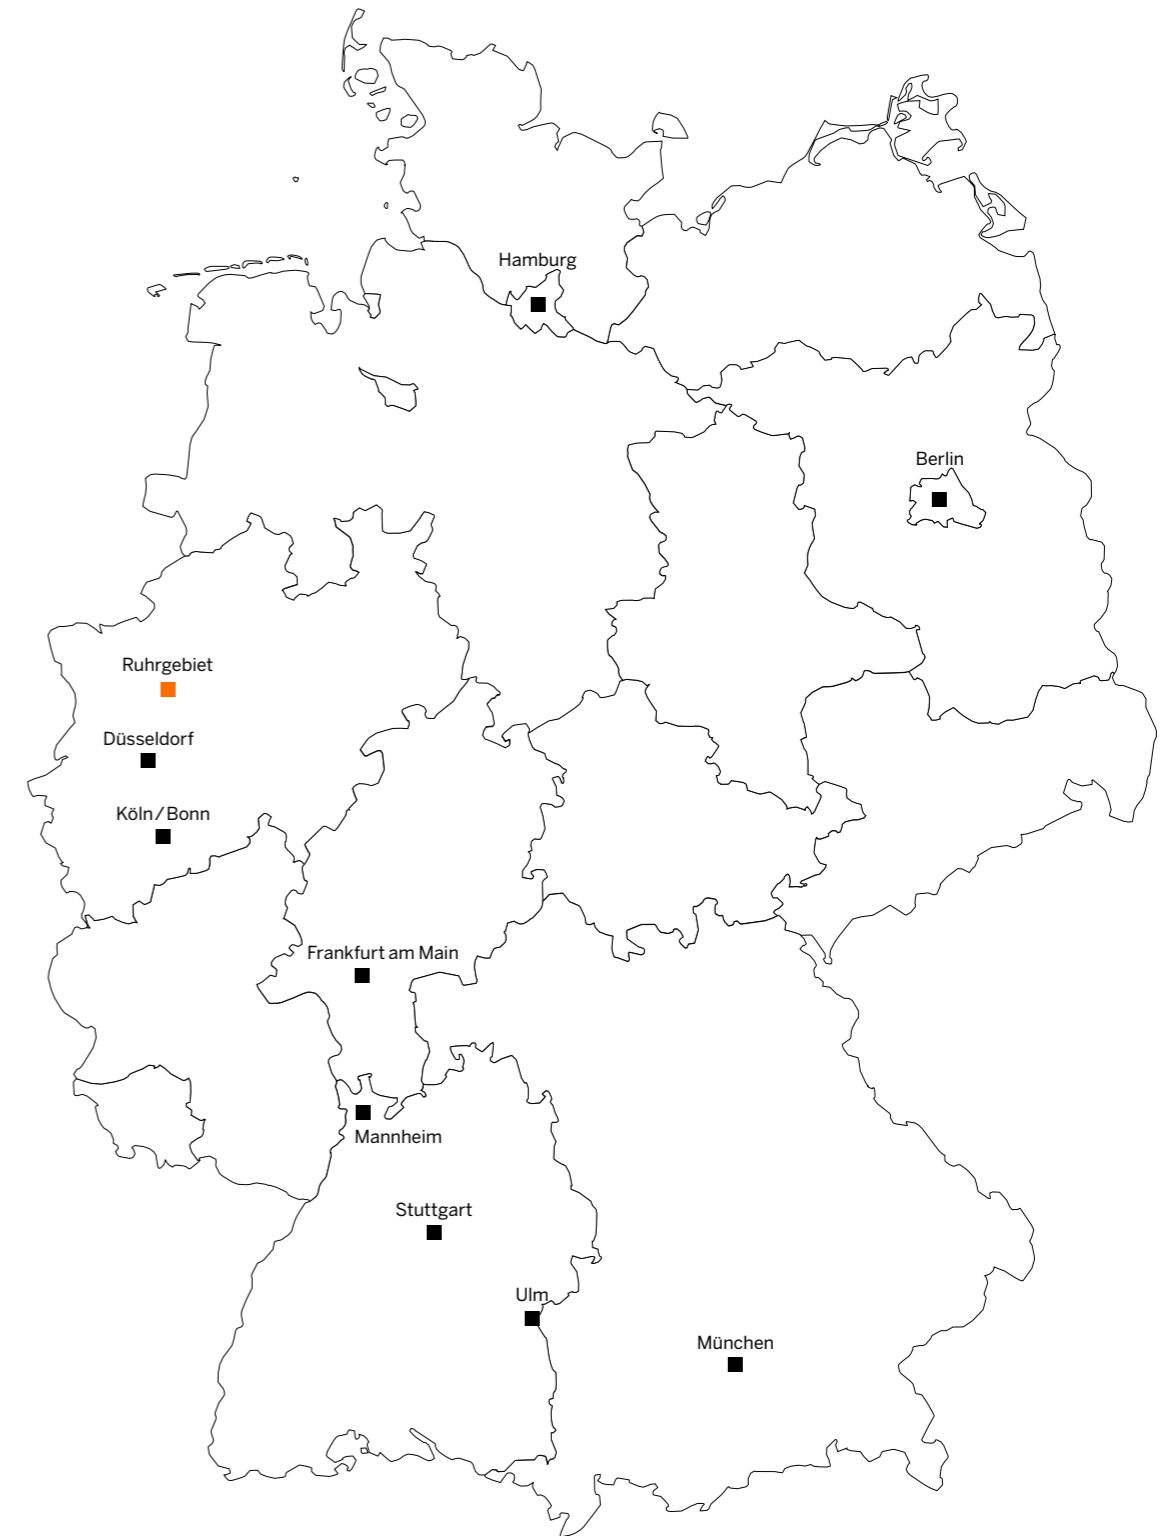 Hamburg
Berlin
Ruhrgebiet
Düsseldorf
Köln/Bonn
Frankfurt am Main
Mannheim
Stuttgart
Ulm
München